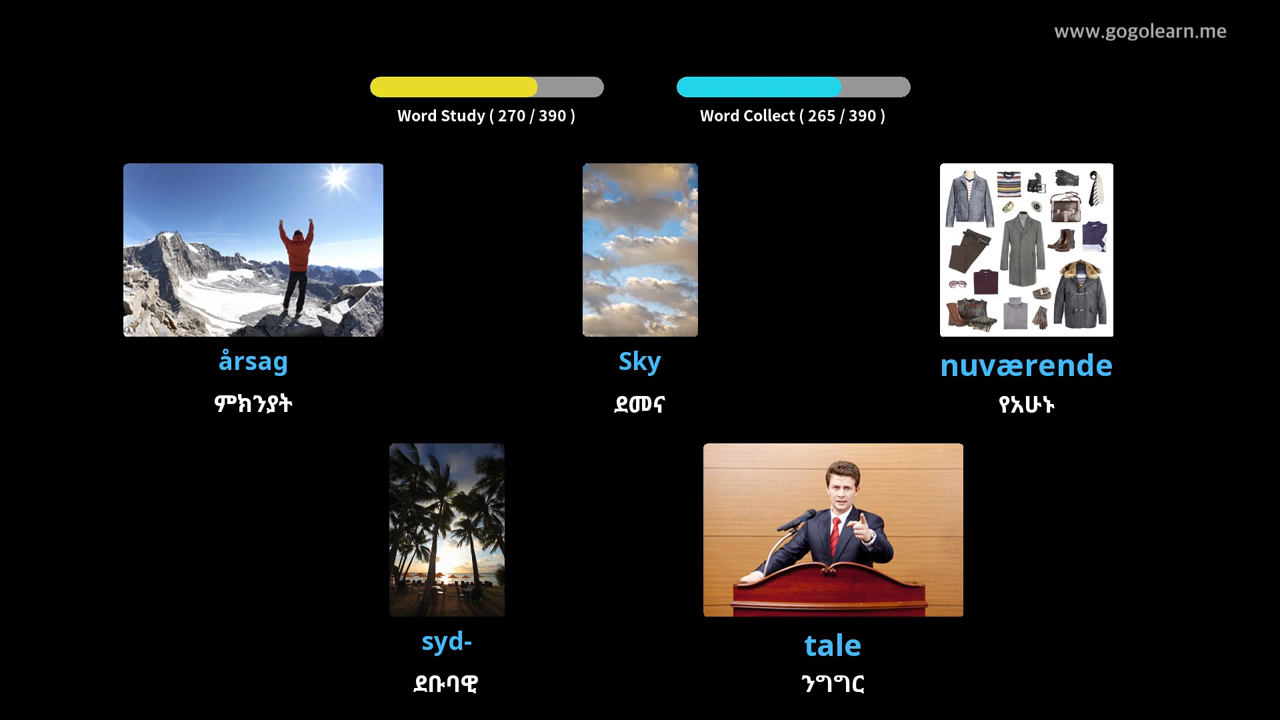 www.gogolearn.me
Word Study ( 270 / 390 )
Word Collect ( 265 / 390 )
årsag
ምክንያት
Sky
ደመና
nuværende
የአሁኑ
syd-
ደቡባዊ
tale
ንግግር